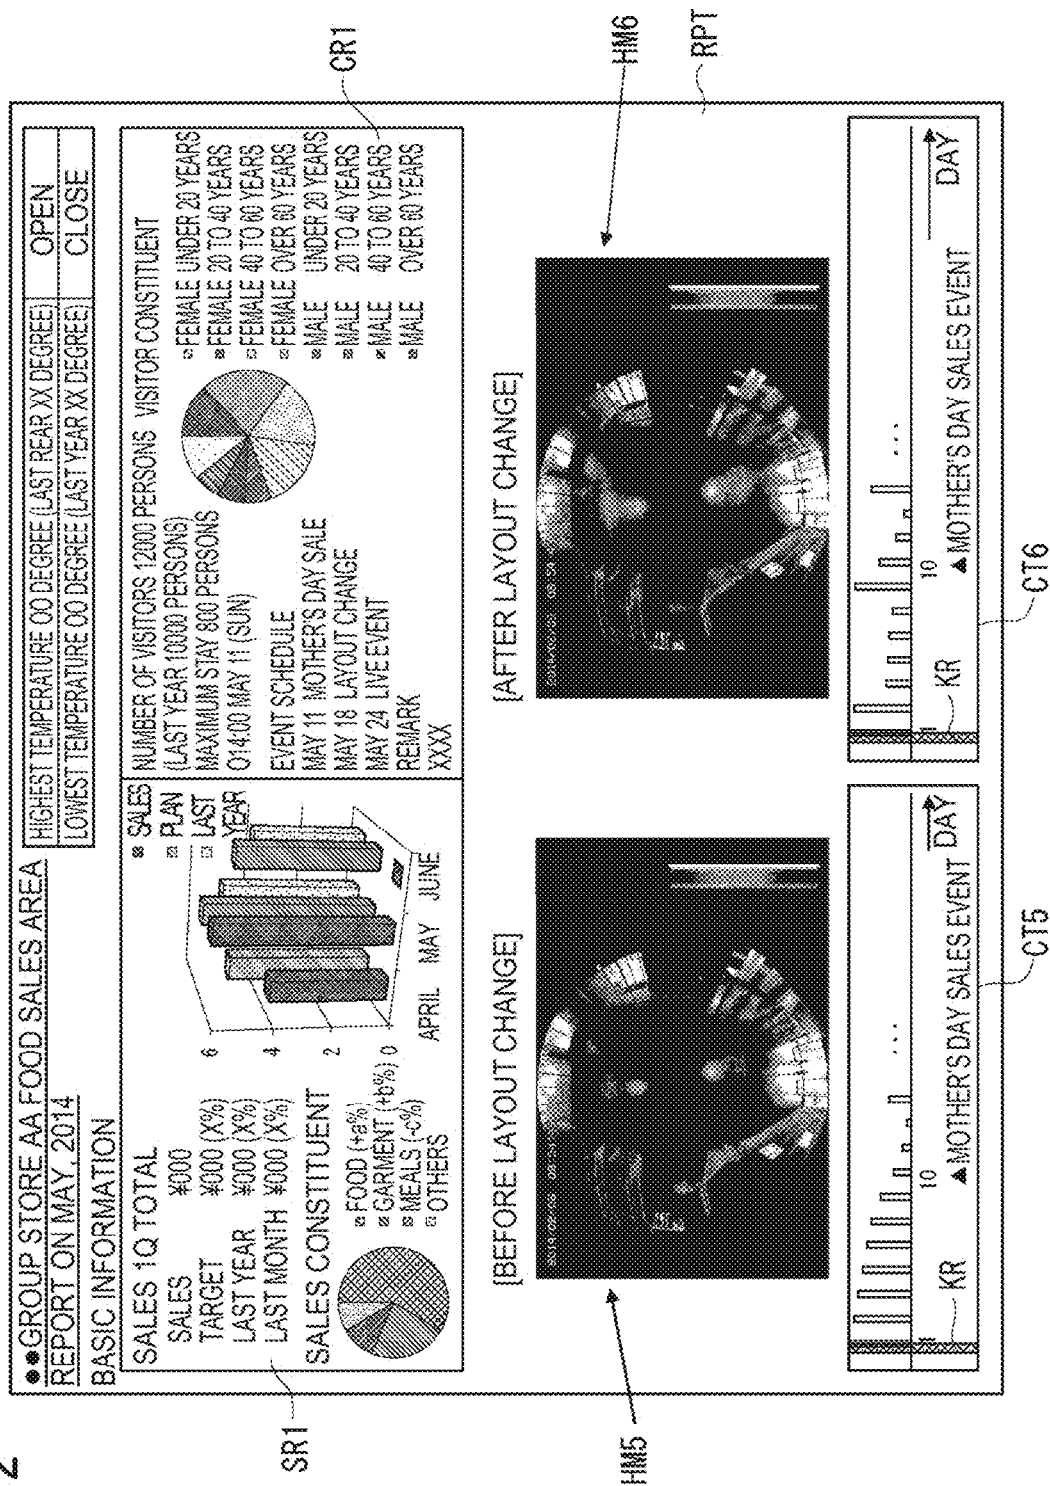 ●●GROUP STORE AA FOOD SALES AREA
REPORT ON MAY, 2014
HIGHEST TEMPERATURE OO DEGREE (LAST REAR XX DEGREE) OPEN
LOWEST TEMPERATURE OO DEGREE (LAST YEAR XX DEGREE) CLOSE
BASIC INFORMATION
SALES 1Q TOTAL
SALES ¥000
TARGET ¥000 (X%)
LAST YEAR ¥000 (X%)
LAST MONTH ¥000 (X%)
SALES CONSTITUENT
FOOD (+a%)
GARMENT (+b%)
MEALS (-c%)
OTHERS
6
4
2
0
APRIL MAY JUNE
SALES
PLAN
LAST
YEAR
NUMBER OF VISITORS 12000 PERSONS
(LAST YEAR 10000 PERSONS)
MAXIMUM STAY 800 PERSONS
O14:00 MAY 11 (SUN)
EVENT SCHEDULE
MAY 11 MOTHER'S DAY SALE
MAY 18 LAYOUT CHANGE
MAY 24 LIVE EVENT
REMARK
XXXX
VISITOR CONSTITUENT
FEMALE UNDER 20 YEARS
FEMALE 20 TO 40 YEARS
FEMALE 40 TO 60 YEARS
FEMALE OVER 60 YEARS
MALE UNDER 20 YEARS
MALE 20 TO 40 YEARS
MALE 40 TO 60 YEARS
MALE OVER 60 YEARS
SR1
CR1
[BEFORE LAYOUT CHANGE]
[AFTER LAYOUT CHANGE]
HM5
HM6
RPT
KR
1
10
▲MOTHER'S DAY SALES EVENT
DAY
...
CT5
KR
1
10
▲MOTHER'S DAY SALES EVENT
DAY
...
CT6